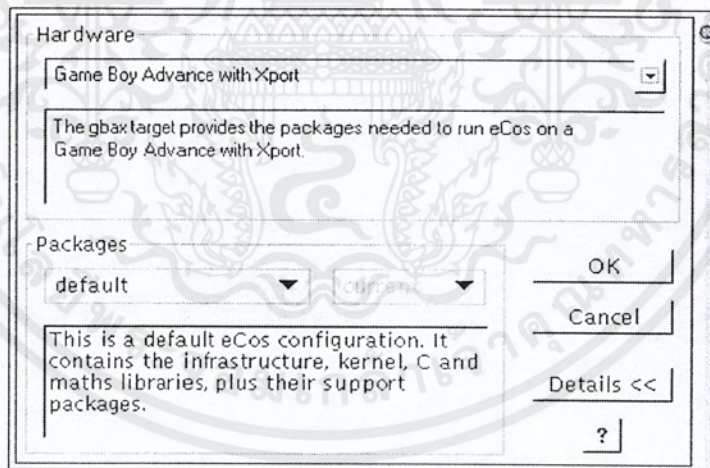 Hardware
Game Boy Advance with Xport
The gbax target provides the packages needed to run eCos on a
Game Boy Advance with Xport.
Packages
default
current
OK
This is a default eCos configuration. It
contains the infrastructure, kernel, C and
maths libraries, plus their support
packages.
Cancel
Details <<
?